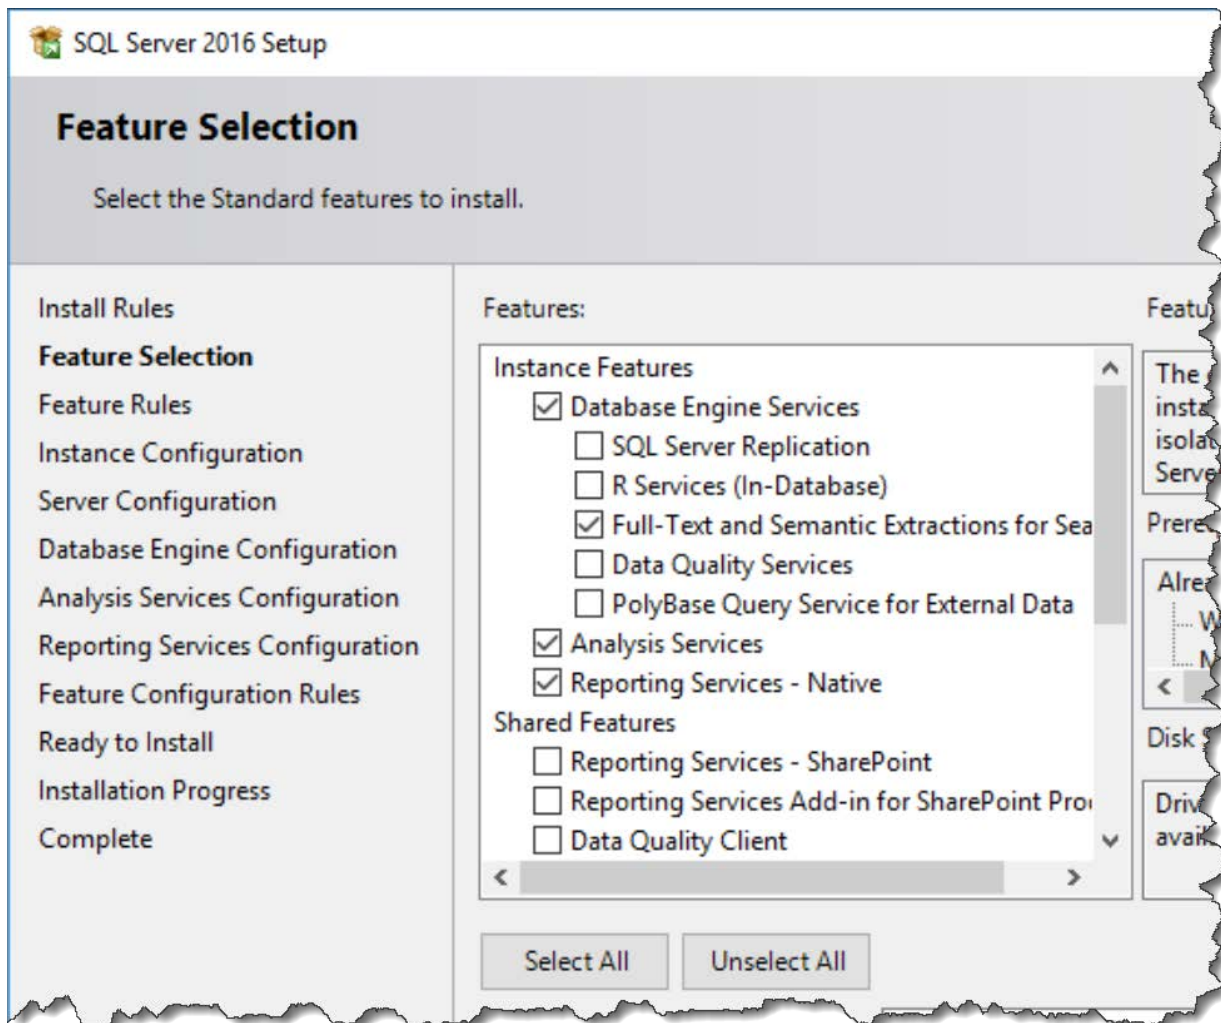 SQL Server 2016 Setup
Feature Selection
Select the Standard features to install.
Install Rules
Feature Selection
Feature Rules
Instance Configuration
Server Configuration
Database Engine Configuration
Analysis Services Configuration
Reporting Services Configuration
Feature Configuration Rules
Ready to Install
Installation Progress
Complete
Features:
Instance Features
Database Engine Services
SQL Server Replication
R Services (In-Database)
Full-Text and Semantic Extractions for Sea
Data Quality Services
PolyBase Query Service for External Data
Analysis Services
Reporting Services - Native
Shared Features
Reporting Services - SharePoint
Reporting Services Add-in for SharePoint Pro
Data Quality Client
Select All
Unselect All
Featu
The
insta
isolat
Serve
Prere
Alrea
W
Disk
Driv
avail